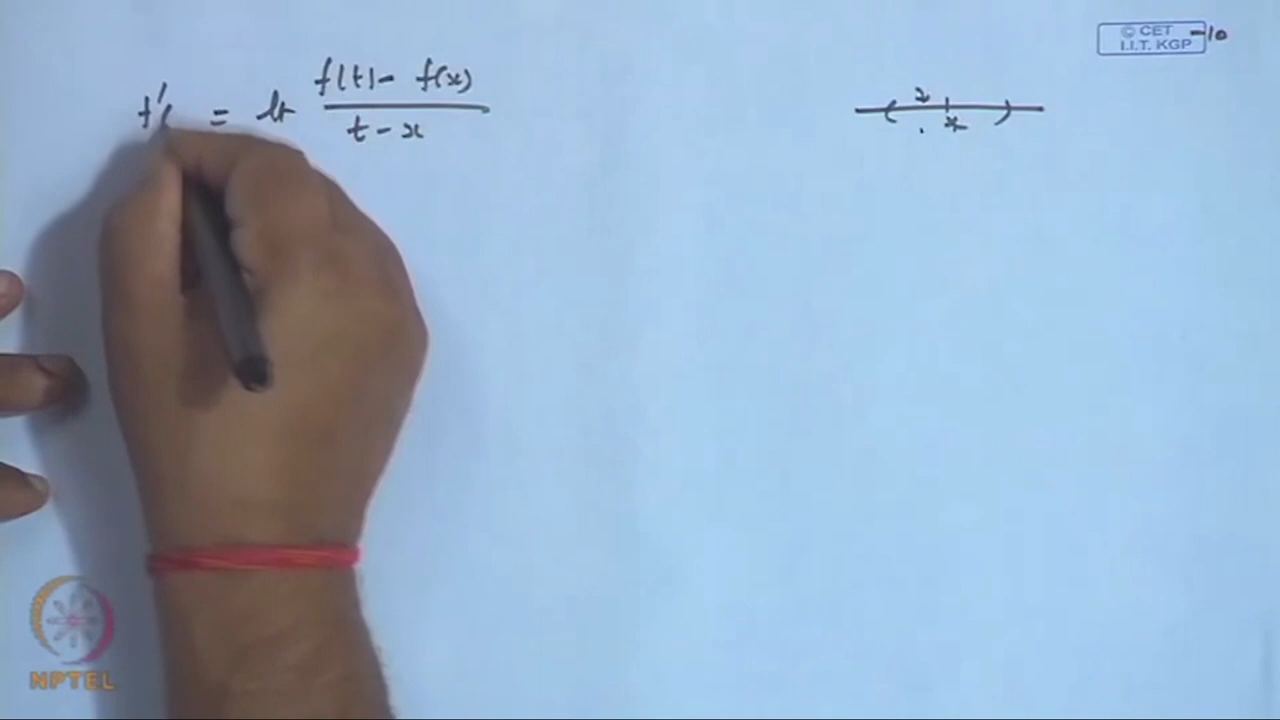 f'( = lt f(t) - f(x)
t - x
x
© CET
I.I.T. KGP
-10
NPTEL